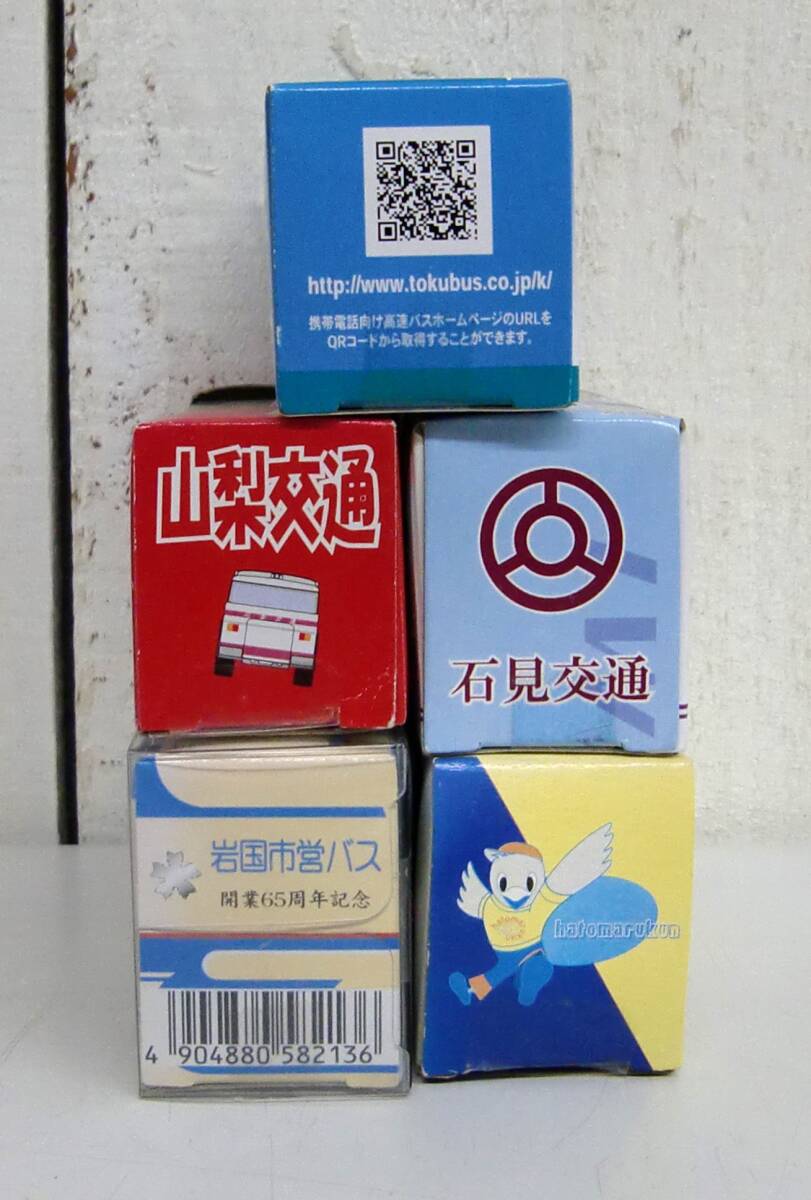 http://www.tokubus.co.jp/k/
携帯電話向け高速バスホームページのURLを
QRコードから取得することができます。
山梨交通
石見交通
岩国市営バス
開業65周年記念
4 904880 582136
hatomarukun